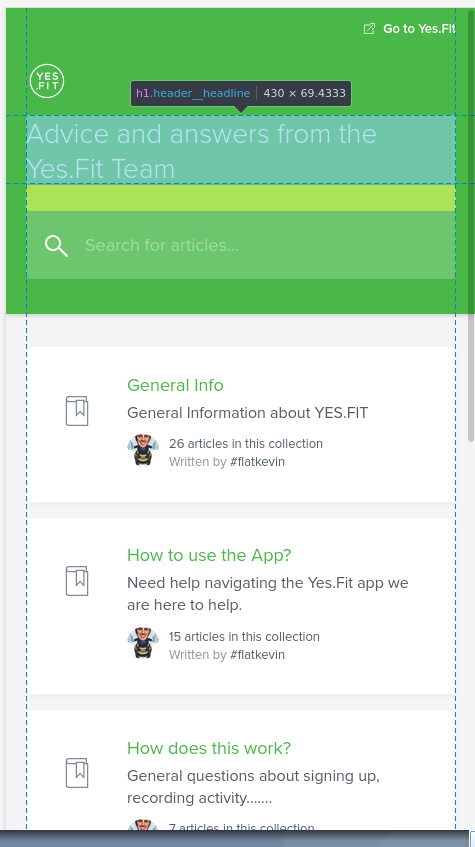 Go to Yes.Fit
YES
.FIT
h1.header__headline 430 × 69.4333
Advice and answers from the
Yes.Fit Team
Search for articles...
General Info
General Information about YES.FIT
26 articles in this collection
Written by #flatkevin
How to use the App?
Need help navigating the Yes.Fit app we
are here to help.
15 articles in this collection
Written by #flatkevin
How does this work?
General questions about signing up,
recording activity.......
7 articles in this collection